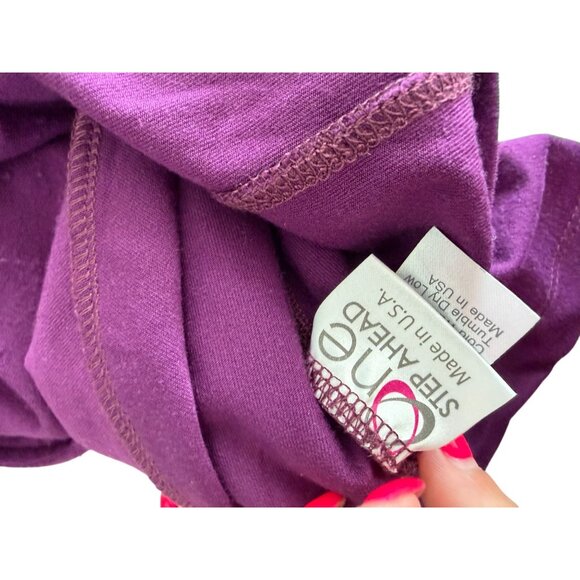 One
STEP AHEAD
Made in U.S.A.
Tumble Dry Low
Made In USA